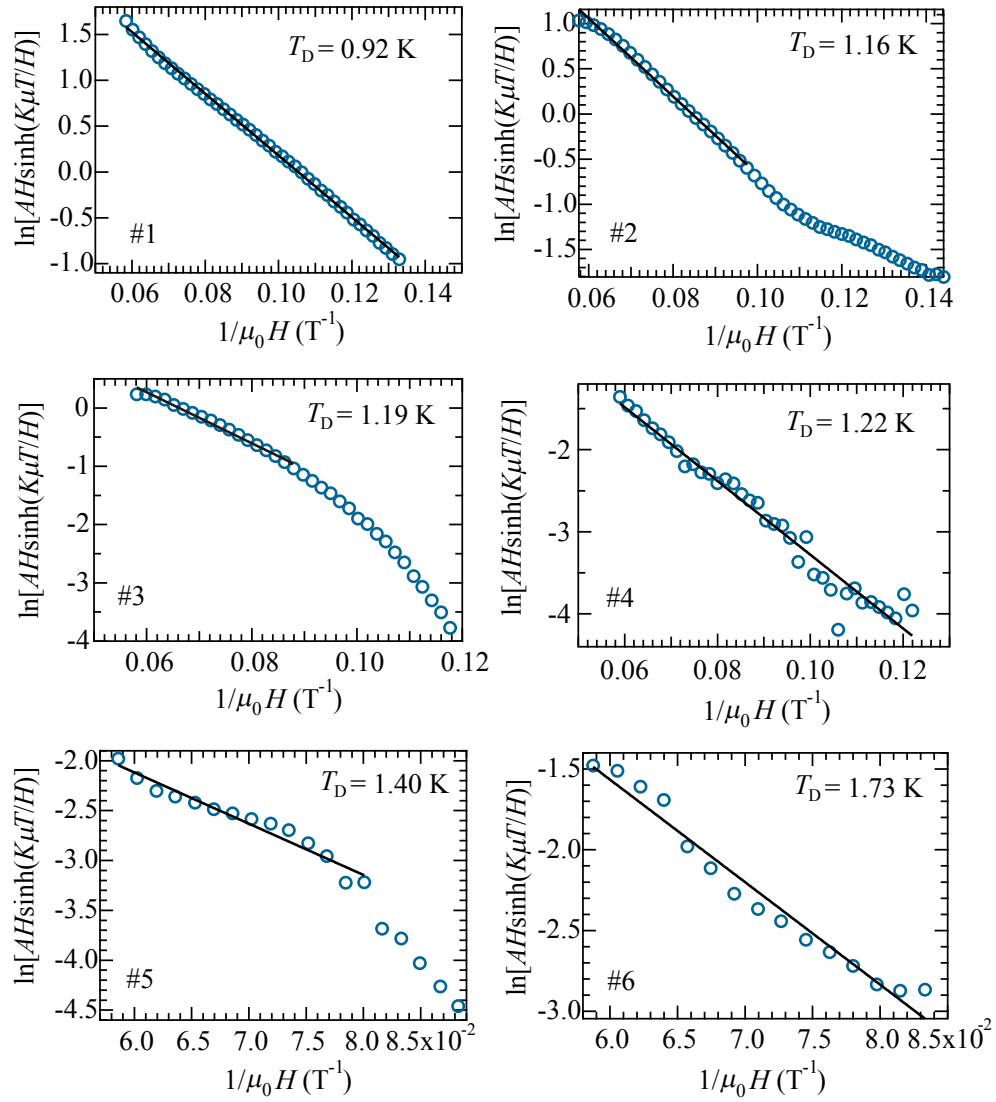 ln[AHsinh(KμT/H)]
1.5
1.0
0.5
0.0
-0.5
-1.0
T_D = 0.92 K
#1
0.06 0.08 0.10 0.12 0.14
1/μ₀H (T⁻¹)
ln[AHsinh(KμT/H)]
1.0
0.5
0.0
-0.5
-1.0
-1.5
T_D = 1.16 K
#2
0.06 0.08 0.10 0.12 0.14
1/μ₀H (T⁻¹)
ln[AHsinh(KμT/H)]
0
-1
-2
-3
-4
T_D = 1.19 K
#3
0.06 0.08 0.10 0.12
1/μ₀H (T⁻¹)
ln[AHsinh(KμT/H)]
-2
-3
-4
T_D = 1.22 K
#4
0.06 0.08 0.10 0.12
1/μ₀H (T⁻¹)
ln[AHsinh(KμT/H)]
-2.0
-2.5
-3.0
-3.5
-4.0
-4.5
T_D = 1.40 K
#5
6.0 6.5 7.0 7.5 8.0 8.5x10⁻²
1/μ₀H (T⁻¹)
ln[AHsinh(KμT/H)]
-1.5
-2.0
-2.5
-3.0
T_D = 1.73 K
#6
6.0 6.5 7.0 7.5 8.0 8.5x10⁻²
1/μ₀H (T⁻¹)